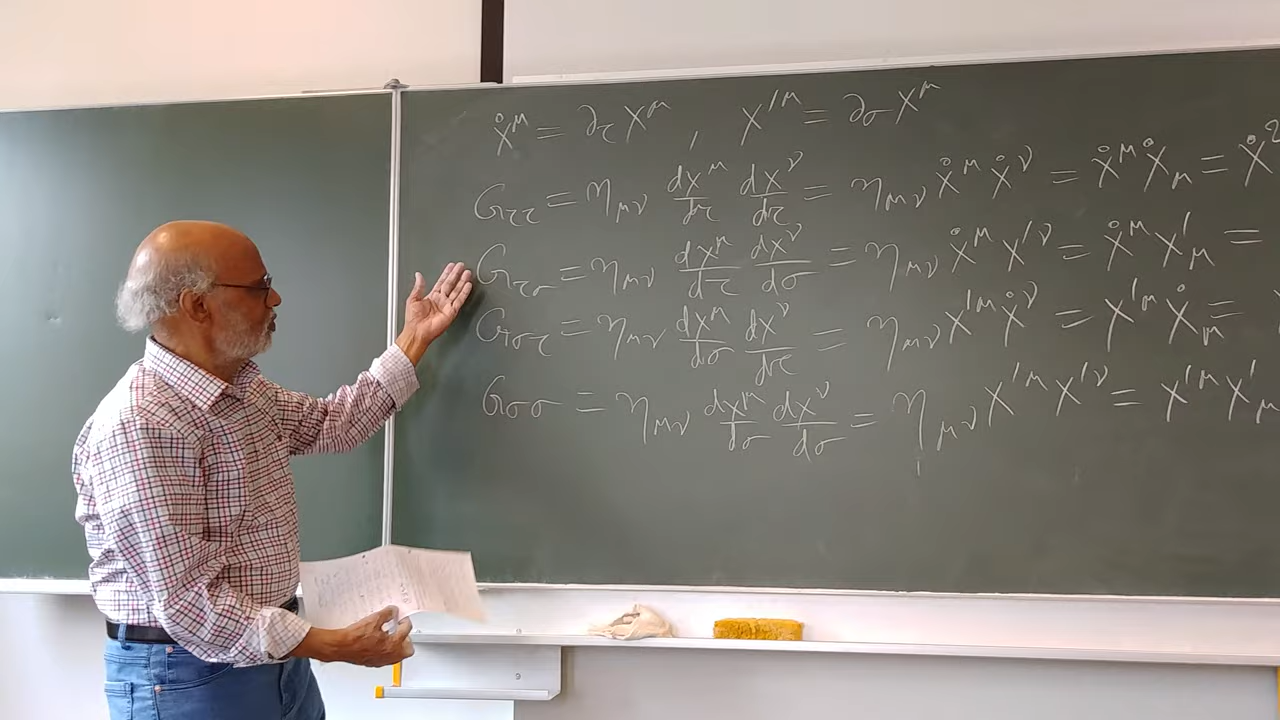 Ẋ^μ = ∂_τ X^μ , X'^μ = ∂_σ X^μ
G_ττ = η_μν dX^μ/dτ dX^ν/dτ = η_μν Ẋ^μ Ẋ^ν = Ẋ^μ Ẋ_μ = Ẋ^2
G_τσ = η_μν dX^μ/dτ dX^ν/dσ = η_μν Ẋ^μ X'^ν = Ẋ^μ X'_μ =
G_στ = η_μν dX^μ/dσ dX^ν/dτ = η_μν X'^μ Ẋ^ν = X'^μ Ẋ_μ =
G_σσ = η_μν dX^μ/dσ dX^ν/dσ = η_μν X'^μ X'^ν = X'^μ X'_μ